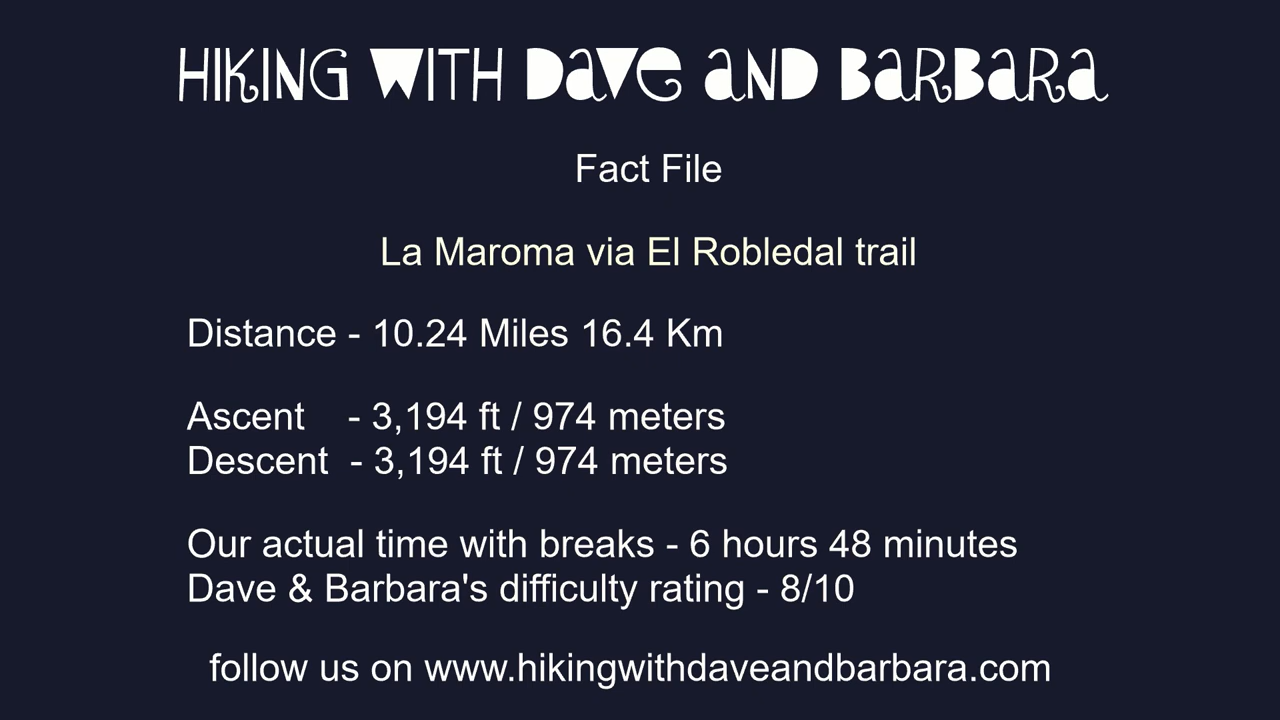 HIKING WITH DAVE AND BARBARA
Fact File
La Maroma via El Robledal trail
Distance - 10.24 Miles 16.4 Km
Ascent - 3,194 ft / 974 meters
Descent - 3,194 ft / 974 meters
Our actual time with breaks - 6 hours 48 minutes
Dave & Barbara's difficulty rating - 8/10
follow us on www.hikingwithdaveandbarbara.com